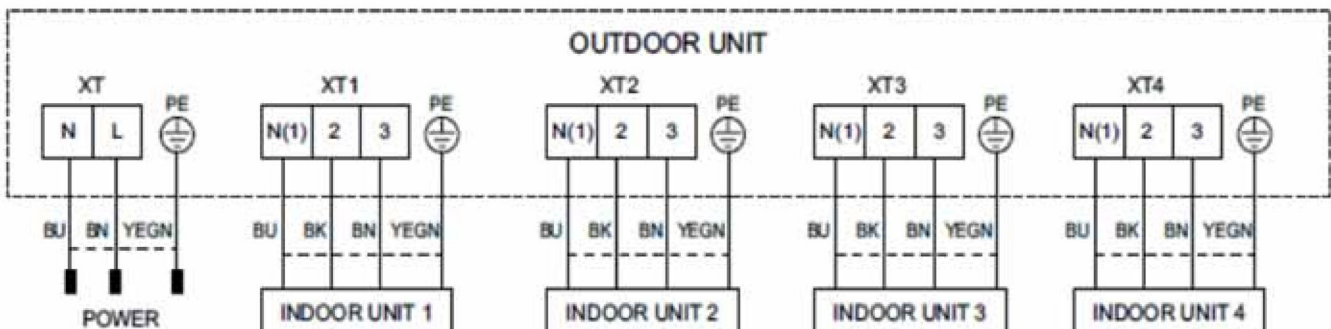 OUTDOOR UNIT
XT XT1 XT2 XT3 XT4
PE PE PE PE PE
N L N(1) 2 3 N(1) 2 3 N(1) 2 3 N(1) 2 3
BU BN YEGN BU BK BN YEGN BU BK BN YEGN BU BK BN YEGN BU BK BN YEGN
POWER INDOOR UNIT 1 INDOOR UNIT 2 INDOOR UNIT 3 INDOOR UNIT 4